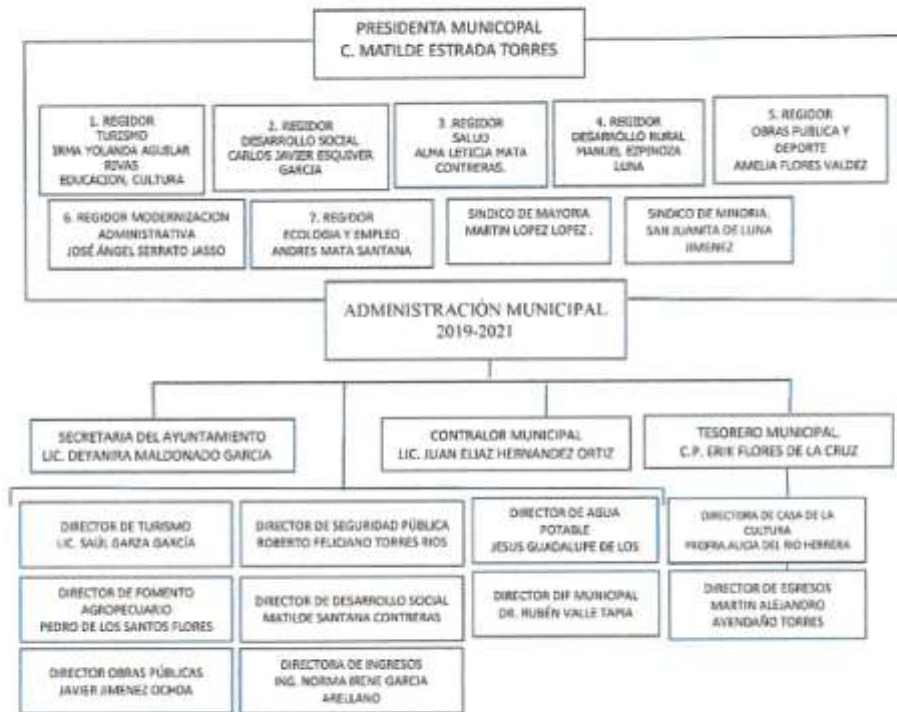 PRESIDENTA MUNICOPAL
C. MATILDE ESTRADA TORRES
1. REGIDOR
TURISMO
IRMA YOLANDA AGUILAR
RIVAS
EDUCACION, CULTURA
2. REGIDOR
DESARROLLO SOCIAL
CARLOS JAVIER ESQUIVER
GARCIA
3 .REGIDOR
SALUD
ALMA LETICIA MATA
CONTRERAS.
4. REGIDOR
DESARROLLO RURAL
MANUEL EZPINOZA
LUNA
5. REGIDOR
OBRAS PUBLICA Y
DEPORTE
AMELIA FLORES VALDEZ
6. REGIDOR MODERNIZACION
ADMINISTRATIVA
JOSÉ ÁNGEL SERRATO JASSO
7. REGIDOR
ECOLOGIA Y EMPLEO
ANDRES MATA SANTANA
SINDICO DE MAYORIA
MARTIN LOPEZ LOPEZ .
SINDICO DE MINORIA.
SAN JUANITA DE LUNA
JIMENEZ
ADMINISTRACIÓN MUNICIPAL
2019-2021
SECRETARIA DEL AYUNTAMIENTO
LIC. DEYANIRA MALDONADO GARCIA
CONTRALOR MUNICIPAL
LIC. JUAN ELIAZ HERNANDEZ ORTIZ
TESORERO MUNICIPAL.
C.P. ERIK FLORES DE LA CRUZ
DIRECTOR DE TURISMO
LIC. SAÚL GARZA GARCÍA
DIRECTOR DE SEGURIDAD PÚBLICA
ROBERTO FELICIANO TORRES RIOS
DIRECTOR DE AGUA
POTABLE
JESUS GUADALUPE DE LOS
DIRECTORA DE CASA DE LA
CULTURA
PROFRA.ALICIA DEL RIO HERRERA
DIRECTOR DE FOMENTO
AGROPECUARIO
PEDRO DE LOS SANTOS FLORES
DIRECTOR DE DESARROLLO SOCIAL
MATILDE SANTANA CONTRERAS
DIRECTOR DIF MUNICIPAL
DR. RUBÉN VALLE TAPIA
DIRECTOR DE EGRESOS
MARTIN ALEJANDRO
AVENDAÑO TORRES
DIRECTOR OBRAS PÚBLICAS
JAVIER JIMENEZ OCHOA
DIRECTORA DE INGRESOS
ING. NORMA IRENE GARCIA
ARELLANO